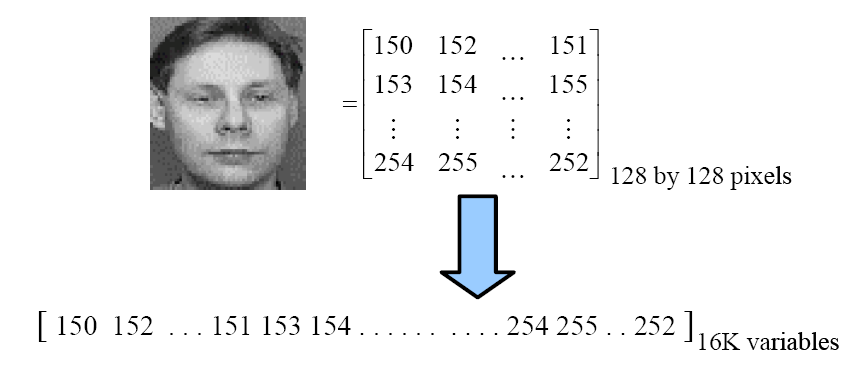 = [ 150 152 ... 151
153 154 ... 155
⋮ ⋮ ⋮ ⋮
254 255 ... 252 ] 128 by 128 pixels
[ 150 152 . . . 151 153 154 . . . . . . . . . . 254 255 . . 252 ] 16K variables